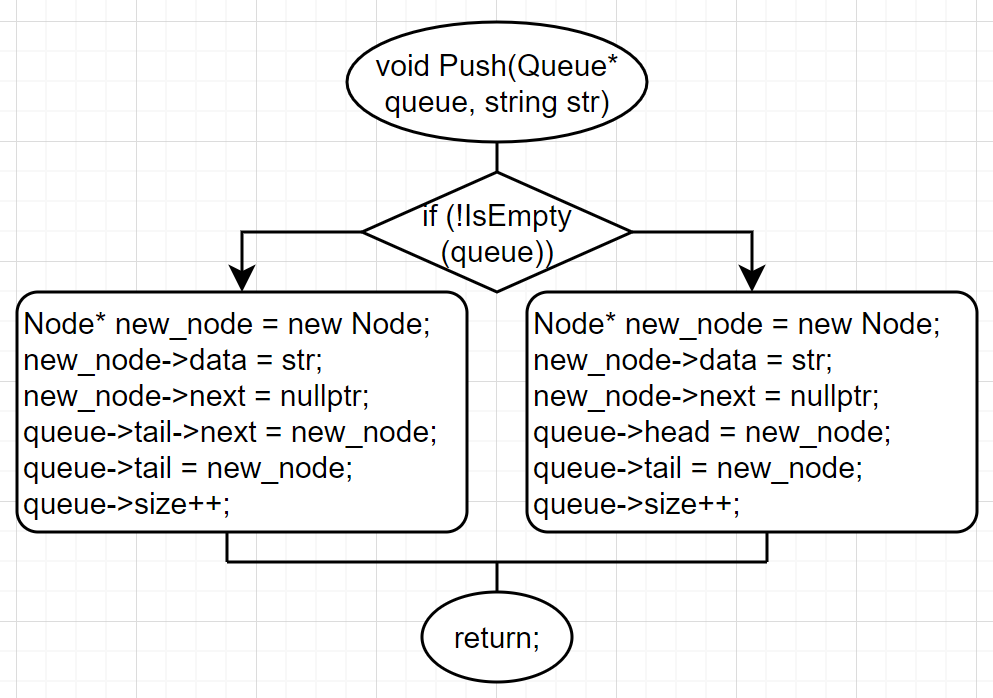 void Push(Queue*
queue, string str)
if (!IsEmpty
(queue))
Node* new_node = new Node;
new_node->data = str;
new_node->next = nullptr;
queue->tail->next = new_node;
queue->tail = new_node;
queue->size++;
Node* new_node = new Node;
new_node->data = str;
new_node->next = nullptr;
queue->head = new_node;
queue->tail = new_node;
queue->size++;
return;